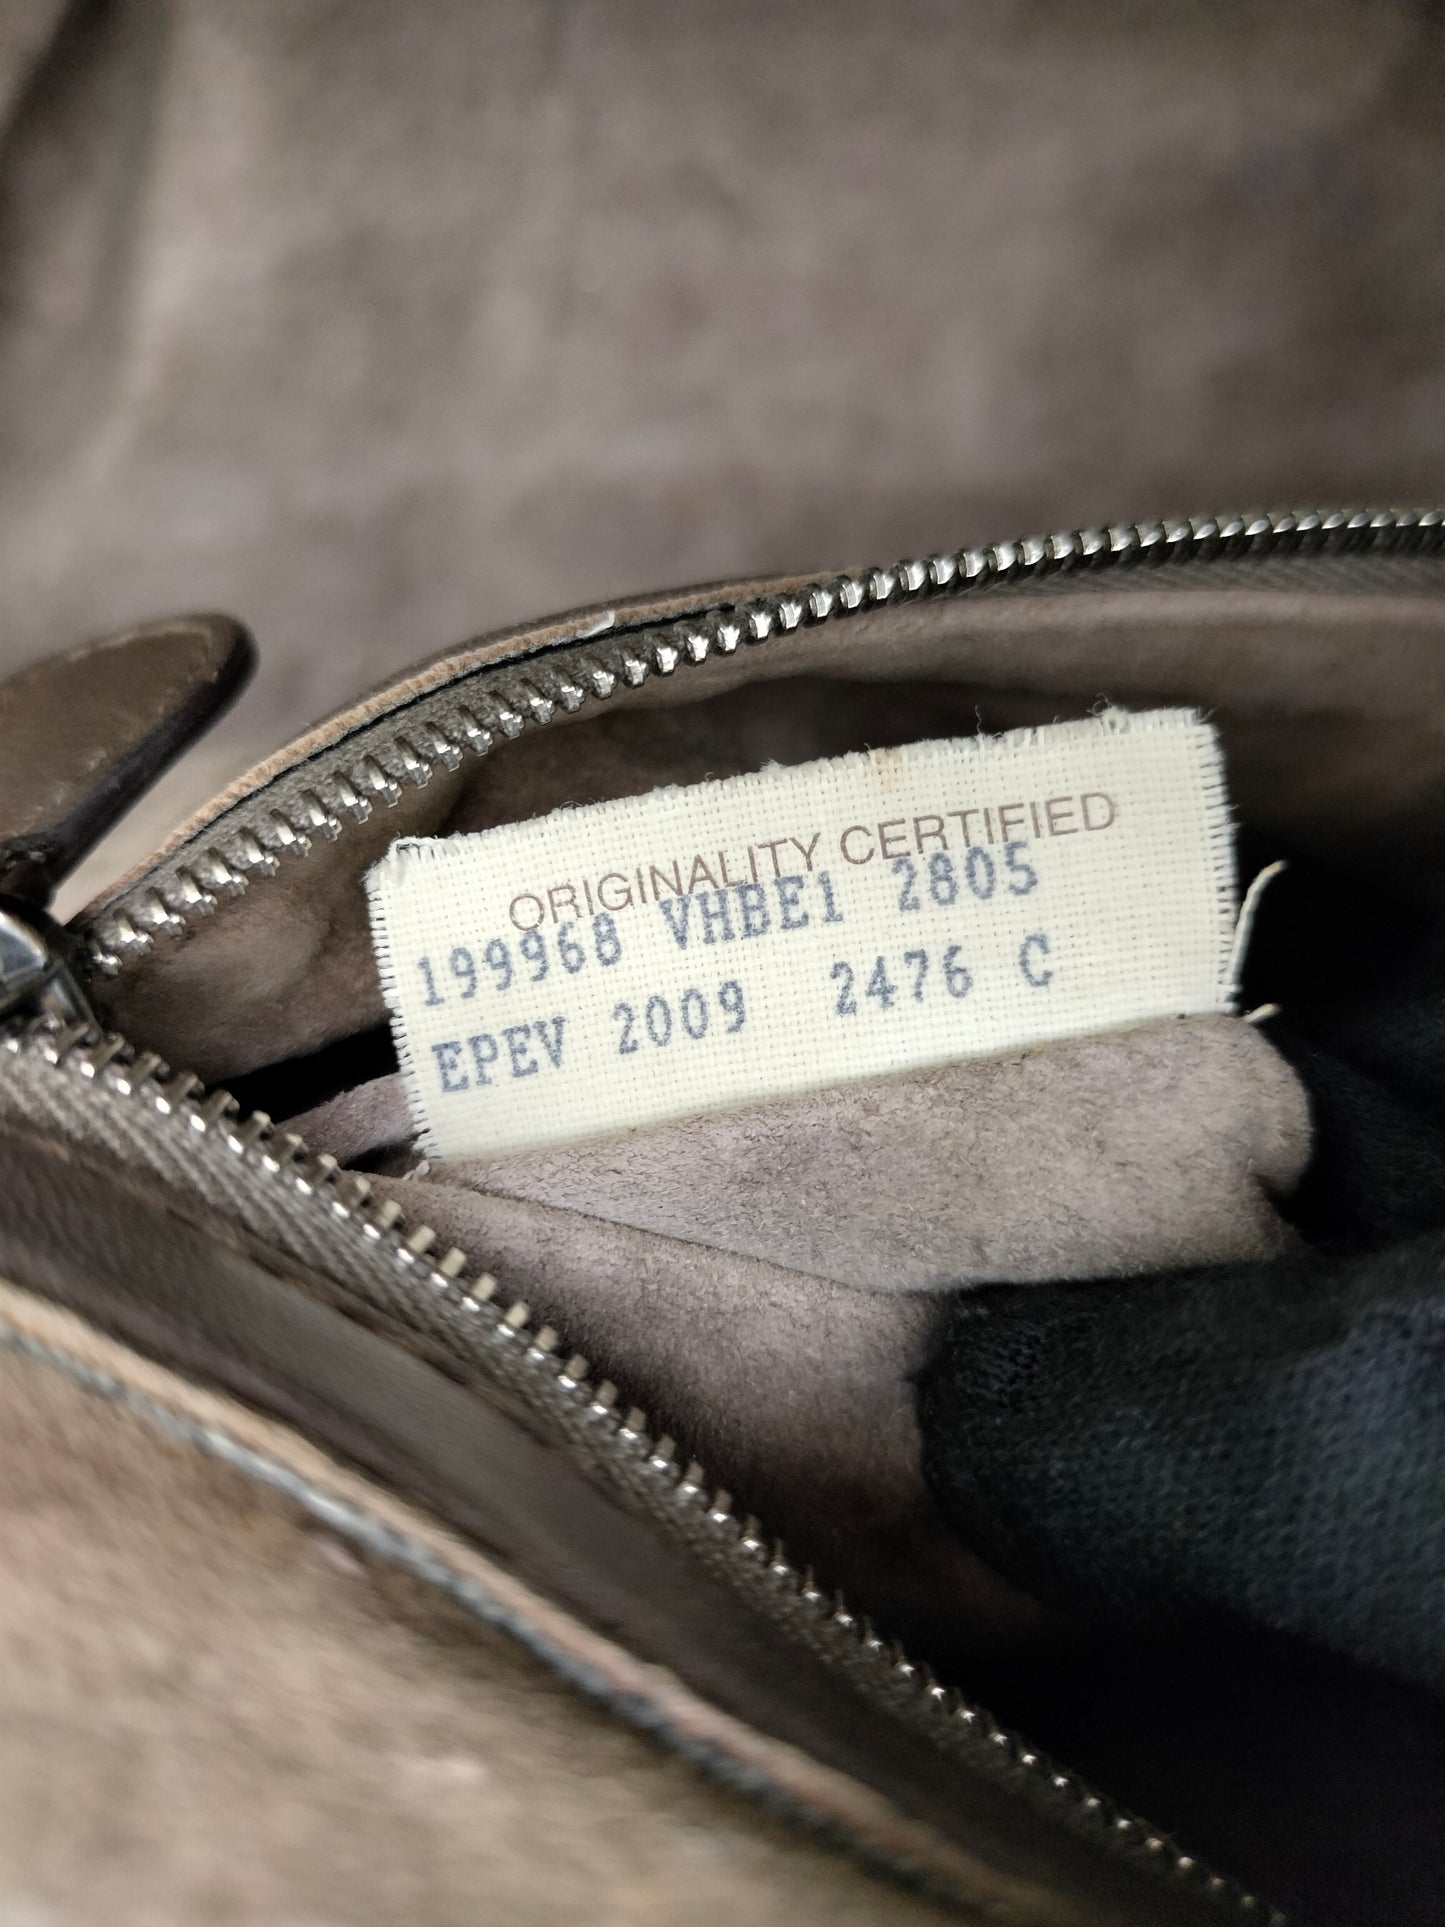 ORIGINALITY CERTIFIED
199968 VHBE1 2805
EPEV 2009 2476 C